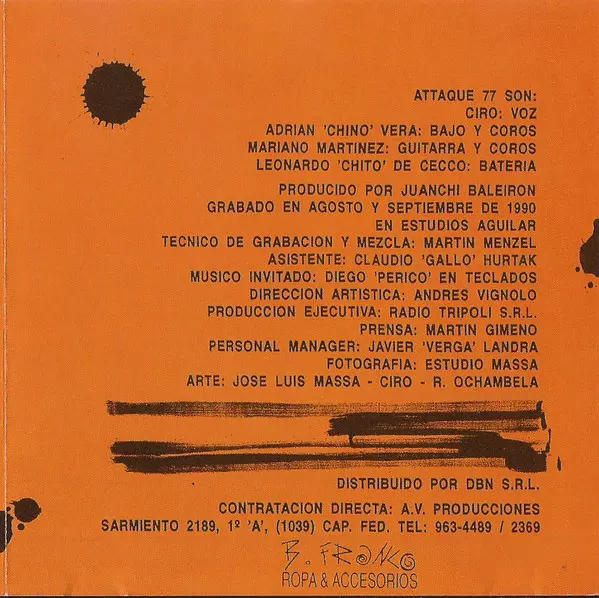 ATTAQUE 77 SON:
CIRO: VOZ
ADRIAN 'CHINO' VERA: BAJO Y COROS
MARIANO MARTINEZ: GUITARRA Y COROS
LEONARDO 'CHITO' DE CECCO: BATERIA
PRODUCIDO POR JUANCHI BALEIRON
GRABADO EN AGOSTO Y SEPTIEMBRE DE 1990
EN ESTUDIOS AGUILAR
TECNICO DE GRABACION Y MEZCLA: MARTIN MENZEL
ASISTENTE: CLAUDIO 'GALLO' HURTAK
MUSICO INVITADO: DIEGO 'PERICO' EN TECLADOS
DIRECCION ARTISTICA: ANDRES VIGNOLO
PRODUCCION EJECUTIVA: RADIO TRIPOLI S.R.L.
PRENSA: MARTIN GIMENO
PERSONAL MANAGER: JAVIER 'VERGA' LANDRA
FOTOGRAFIA: ESTUDIO MASSA
ARTE: JOSE LUIS MASSA - CIRO - R. OCHAMBELA
DISTRIBUIDO POR DBN S.R.L.
CONTRATACION DIRECTA: A.V. PRODUCCIONES
SARMIENTO 2189, 1º 'A', (1039) CAP. FED. TEL: 963-4489 / 2369
B. FRANCO
ROPA & ACCESORIOS